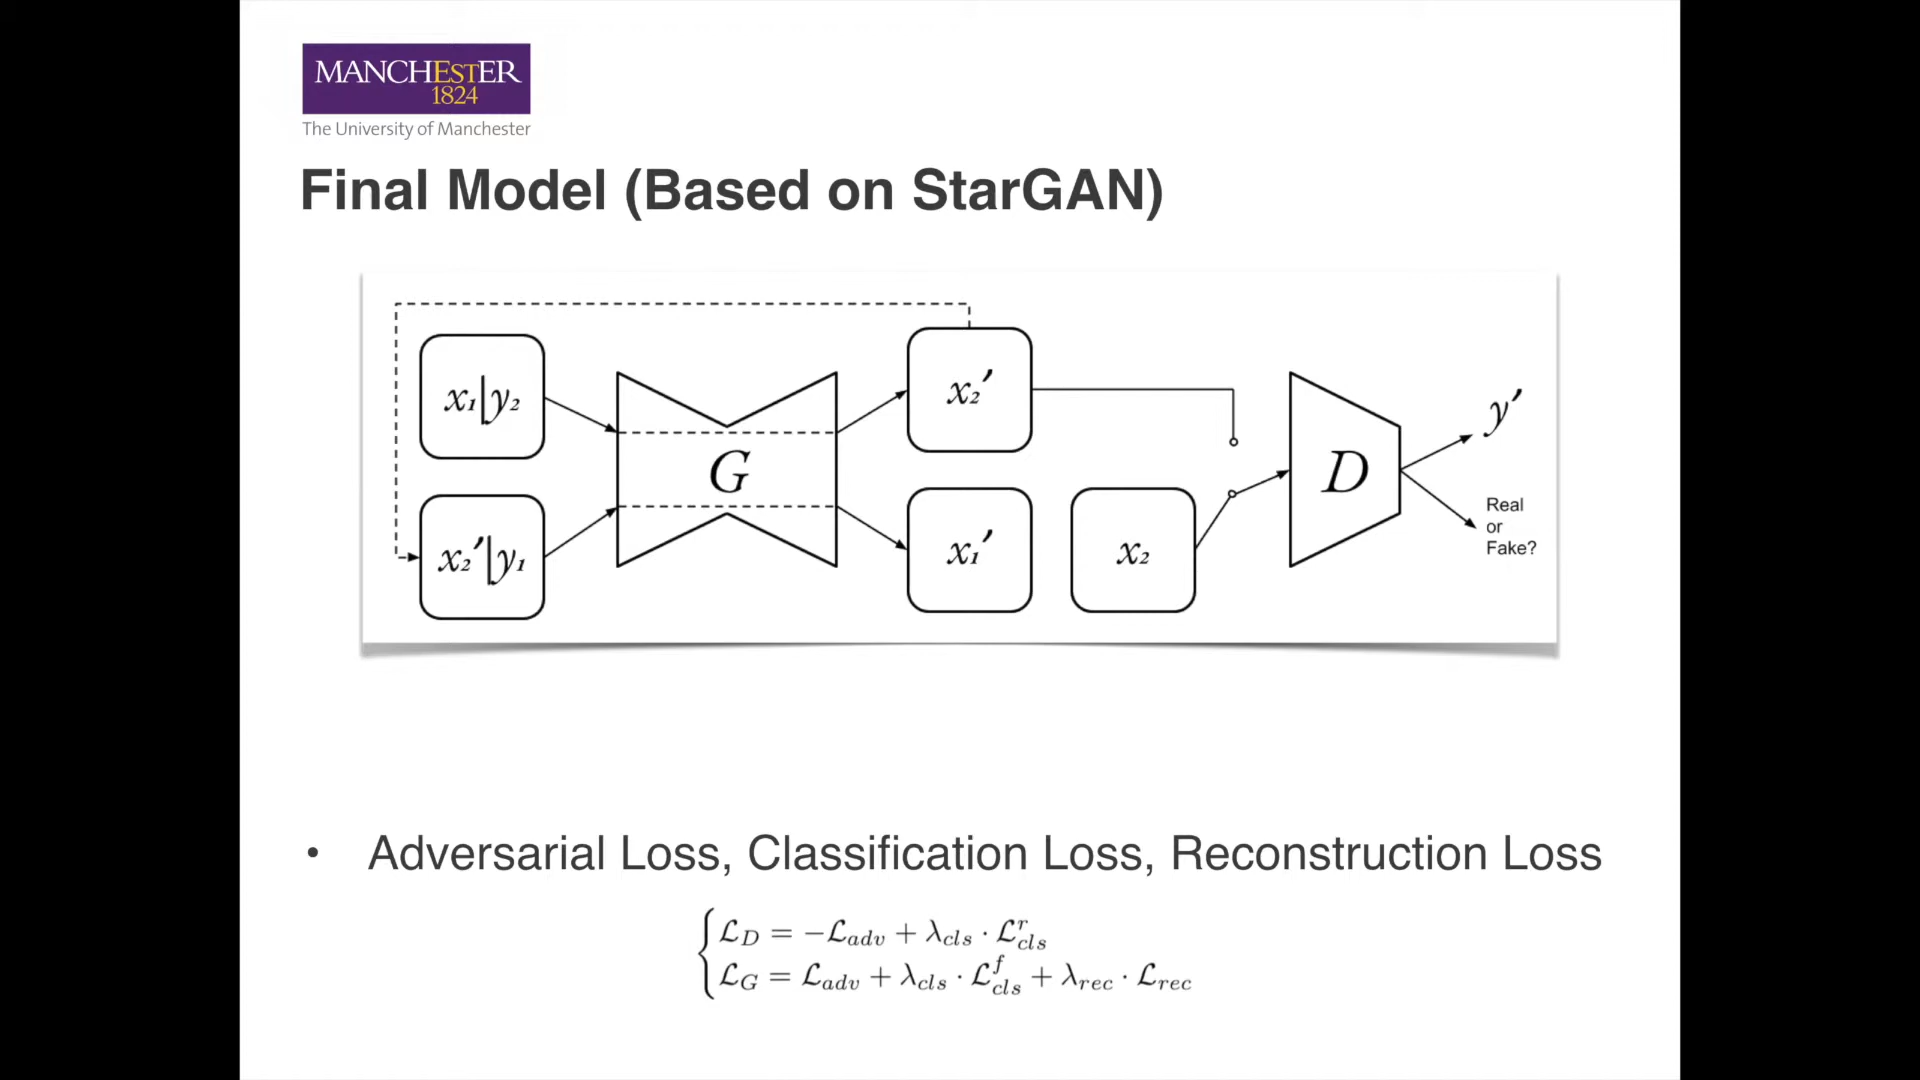 MANCHESTER
1824
The University of Manchester
Final Model (Based on StarGAN)
x₁|y₂
x₂′
y′
G
D
Real
or
Fake?
x₂′|y₁
x₁′
x₂
• Adversarial Loss, Classification Loss, Reconstruction Loss
ℒ_D = −ℒ_adv + λ_cls · ℒ^r_cls
ℒ_G = ℒ_adv + λ_cls · ℒ^f_cls + λ_rec · ℒ_rec